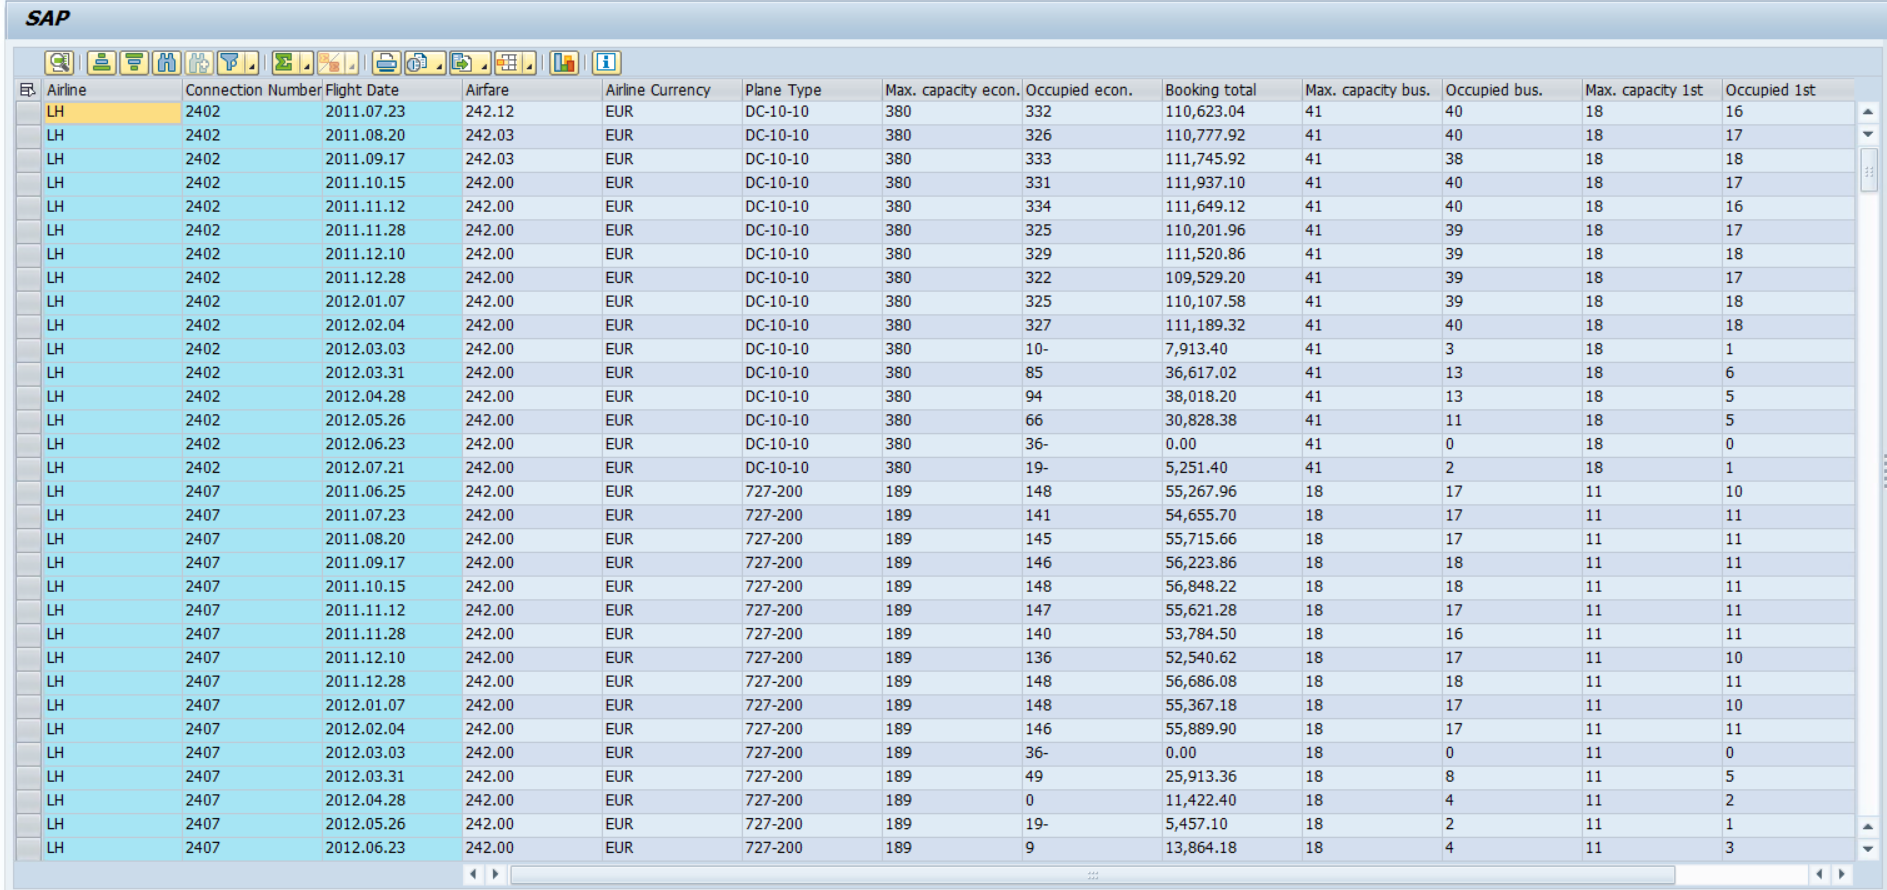 SAP
Airline Connection Number Flight Date Airfare Airline Currency Plane Type Max. capacity econ. Occupied econ. Booking total Max. capacity bus. Occupied bus. Max. capacity 1st Occupied 1st
LH 2402 2011.07.23 242.12 EUR DC-10-10 380 332 110,623.04 41 40 18 16
LH 2402 2011.08.20 242.03 EUR DC-10-10 380 326 110,777.92 41 40 18 17
LH 2402 2011.09.17 242.03 EUR DC-10-10 380 333 111,745.92 41 38 18 18
LH 2402 2011.10.15 242.00 EUR DC-10-10 380 331 111,937.10 41 40 18 17
LH 2402 2011.11.12 242.00 EUR DC-10-10 380 334 111,649.12 41 40 18 16
LH 2402 2011.11.28 242.00 EUR DC-10-10 380 325 110,201.96 41 39 18 17
LH 2402 2011.12.10 242.00 EUR DC-10-10 380 329 111,520.86 41 39 18 18
LH 2402 2011.12.28 242.00 EUR DC-10-10 380 322 109,529.20 41 39 18 17
LH 2402 2012.01.07 242.00 EUR DC-10-10 380 325 110,107.58 41 39 18 18
LH 2402 2012.02.04 242.00 EUR DC-10-10 380 327 111,189.32 41 40 18 18
LH 2402 2012.03.03 242.00 EUR DC-10-10 380 10- 7,913.40 41 3 18 1
LH 2402 2012.03.31 242.00 EUR DC-10-10 380 85 36,617.02 41 13 18 6
LH 2402 2012.04.28 242.00 EUR DC-10-10 380 94 38,018.20 41 13 18 5
LH 2402 2012.05.26 242.00 EUR DC-10-10 380 66 30,828.38 41 11 18 5
LH 2402 2012.06.23 242.00 EUR DC-10-10 380 36- 0.00 41 0 18 0
LH 2402 2012.07.21 242.00 EUR DC-10-10 380 19- 5,251.40 41 2 18 1
LH 2407 2011.06.25 242.00 EUR 727-200 189 148 55,267.96 18 17 11 10
LH 2407 2011.07.23 242.00 EUR 727-200 189 141 54,655.70 18 17 11 11
LH 2407 2011.08.20 242.00 EUR 727-200 189 145 55,715.66 18 17 11 11
LH 2407 2011.09.17 242.00 EUR 727-200 189 146 56,223.86 18 18 11 11
LH 2407 2011.10.15 242.00 EUR 727-200 189 148 56,848.22 18 18 11 11
LH 2407 2011.11.12 242.00 EUR 727-200 189 147 55,621.28 18 17 11 11
LH 2407 2011.11.28 242.00 EUR 727-200 189 140 53,784.50 18 16 11 11
LH 2407 2011.12.10 242.00 EUR 727-200 189 136 52,540.62 18 17 11 10
LH 2407 2011.12.28 242.00 EUR 727-200 189 148 56,686.08 18 18 11 11
LH 2407 2012.01.07 242.00 EUR 727-200 189 148 55,367.18 18 17 11 10
LH 2407 2012.02.04 242.00 EUR 727-200 189 146 55,889.90 18 17 11 11
LH 2407 2012.03.03 242.00 EUR 727-200 189 36- 0.00 18 0 11 0
LH 2407 2012.03.31 242.00 EUR 727-200 189 49 25,913.36 18 8 11 5
LH 2407 2012.04.28 242.00 EUR 727-200 189 0 11,422.40 18 4 11 2
LH 2407 2012.05.26 242.00 EUR 727-200 189 19- 5,457.10 18 2 11 1
LH 2407 2012.06.23 242.00 EUR 727-200 189 9 13,864.18 18 4 11 3